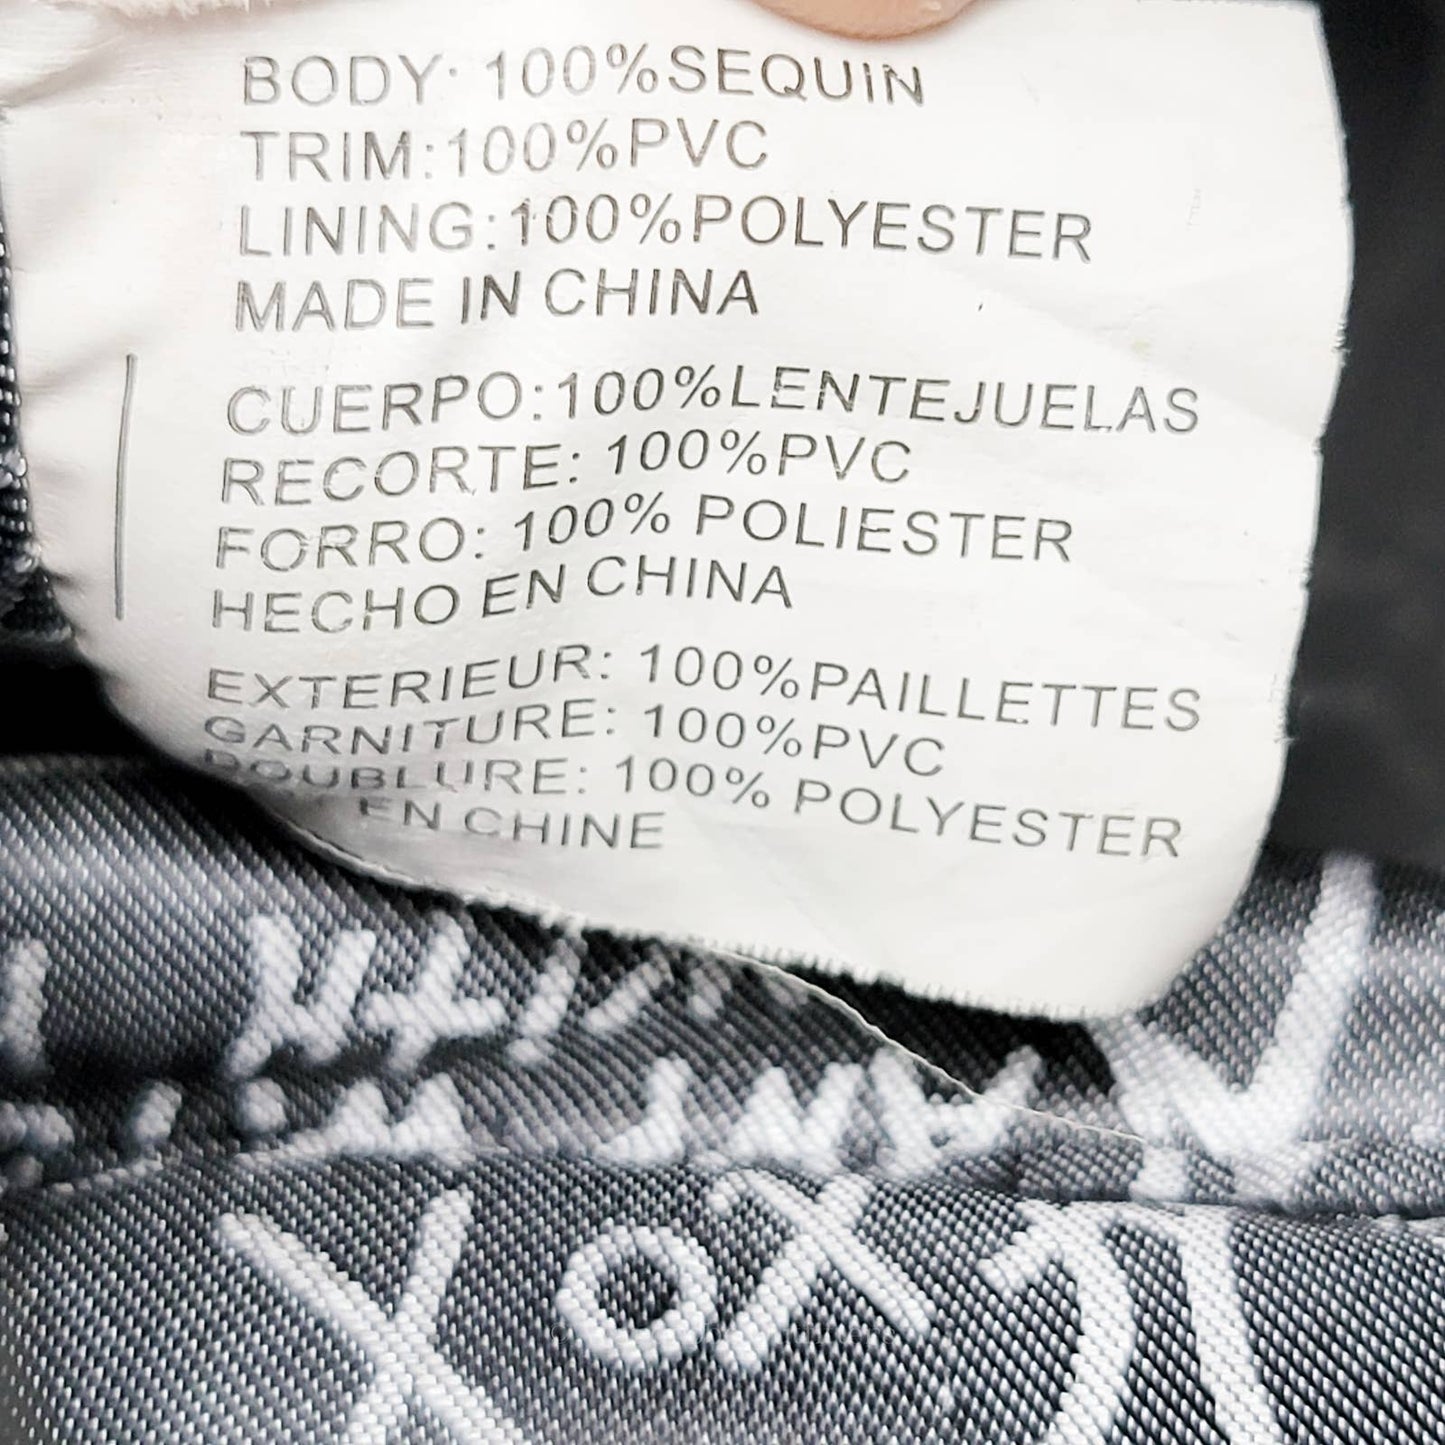 BODY: 100%SEQUIN
TRIM:100%PVC
LINING:100%POLYESTER
MADE IN CHINA
CUERPO:100%LENTEJUELAS
RECORTE: 100%PVC
FORRO: 100% POLIESTER
HECHO EN CHINA
EXTERIEUR: 100%PAILLETTES
GARNITURE: 100%PVC
DOUBLURE: 100% POLYESTER
EN CHINE